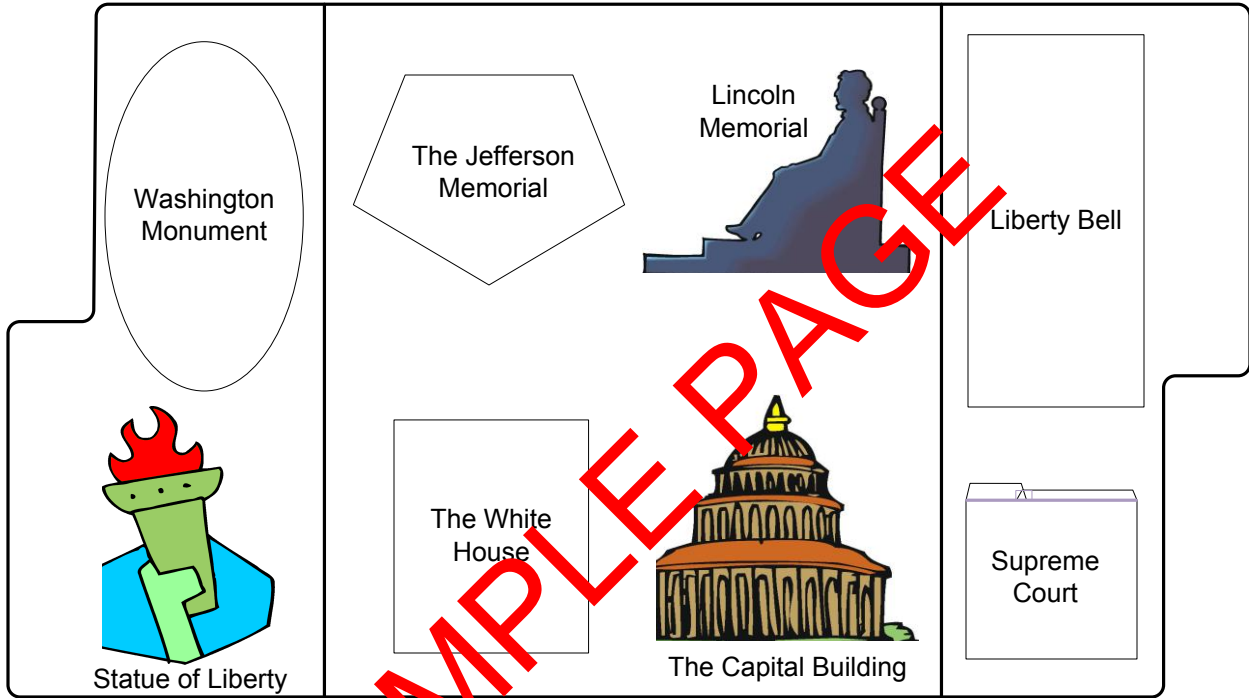 Washington
Monument
The Jefferson
Memorial
Lincoln
Memorial
Liberty Bell
Statue of Liberty
The White
House
The Capital Building
Supreme
Court
MPLE PAGE